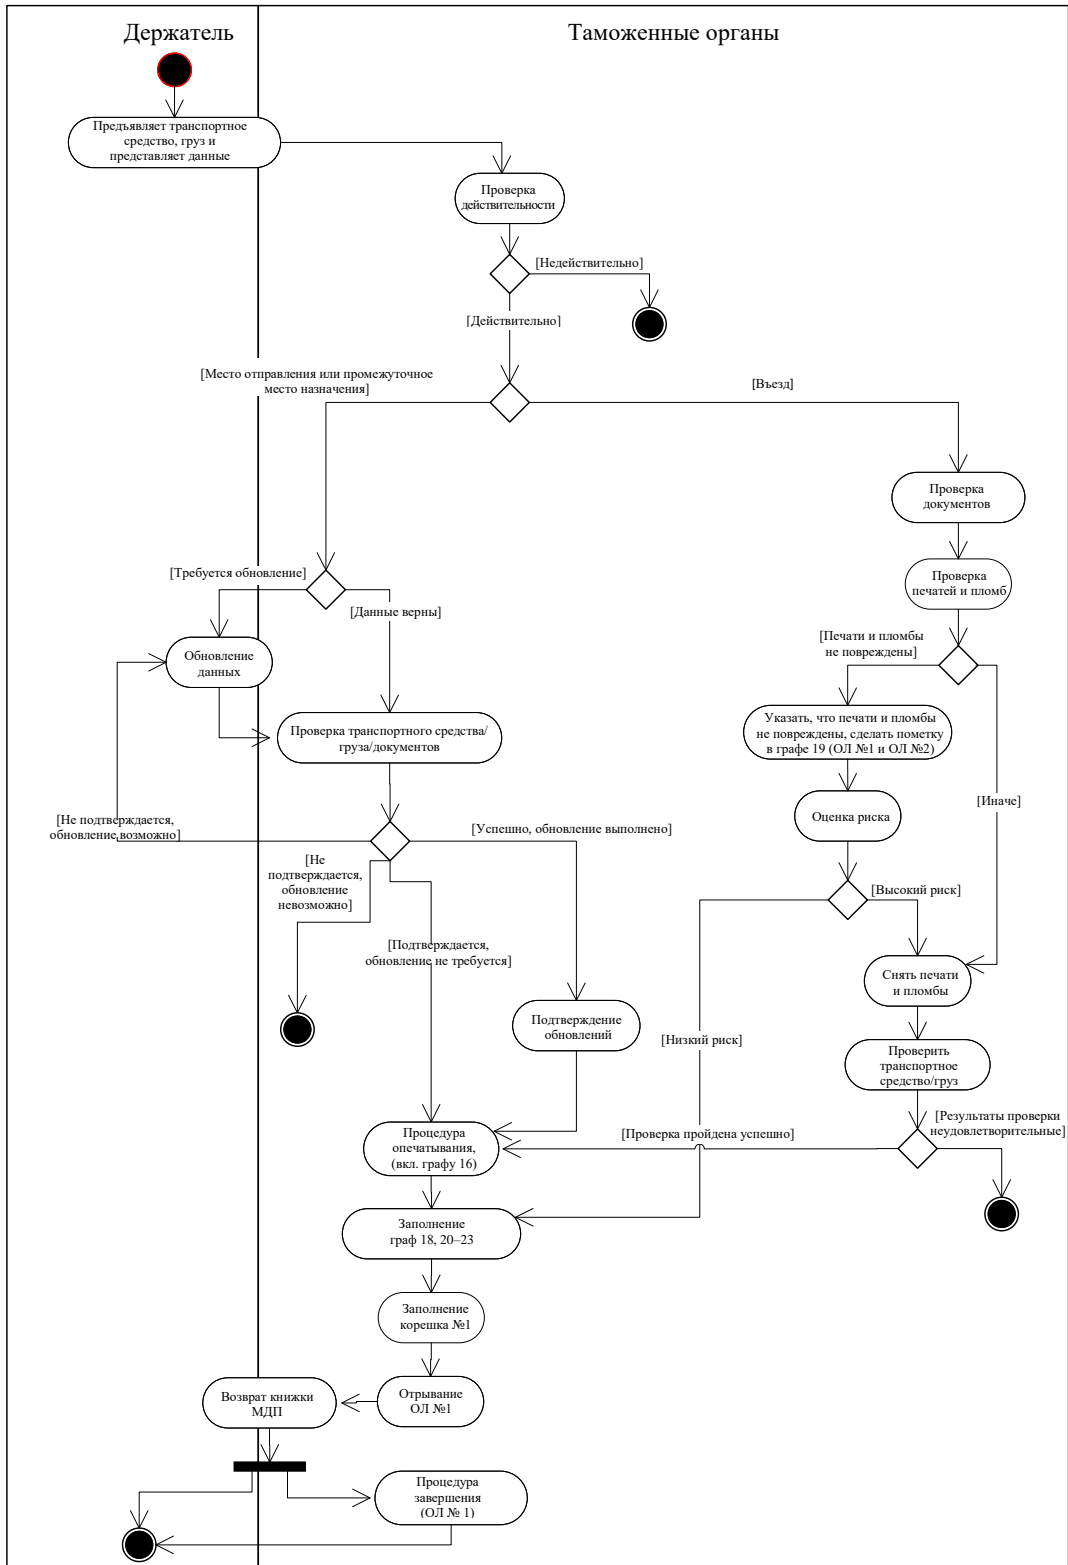 Держатель
Таможенные органы
Предъявляет транспортное
средство, груз и
представляет данные
Проверка
действительности
[Недействительно]
[Действительно]
[Место отправления или промежуточное
место назначения]
[Въезд]
Проверка
документов
[Требуется обновление]
[Данные верны]
Проверка
печатей и пломб
[Печати и пломбы
не повреждены]
Обновление
данных
Проверка транспортного средства/
груза/документов
Указать, что печати и пломбы
не повреждены, сделать пометку
в графе 19 (ОЛ №1 и ОЛ №2)
[Иначе]
Оценка риска
[Не подтверждается,
обновление возможно]
[Успешно, обновление выполнено]
[Не
подтверждается,
обновление
невозможно]
[Высокий риск]
[Подтверждается,
обновление не требуется]
Снять печати
и пломбы
Подтверждение
обновлений
[Низкий риск]
Проверить
транспортное
средство/груз
[Результаты проверки
неудовлетворительные]
Процедура
опечатывания,
(вкл. графу 16)
[Проверка пройдена успешно]
Заполнение
граф 18, 20–23
Заполнение
корешка №1
Отрывание
ОЛ №1
Возврат книжки
МДП
Процедура
завершения
(ОЛ № 1)